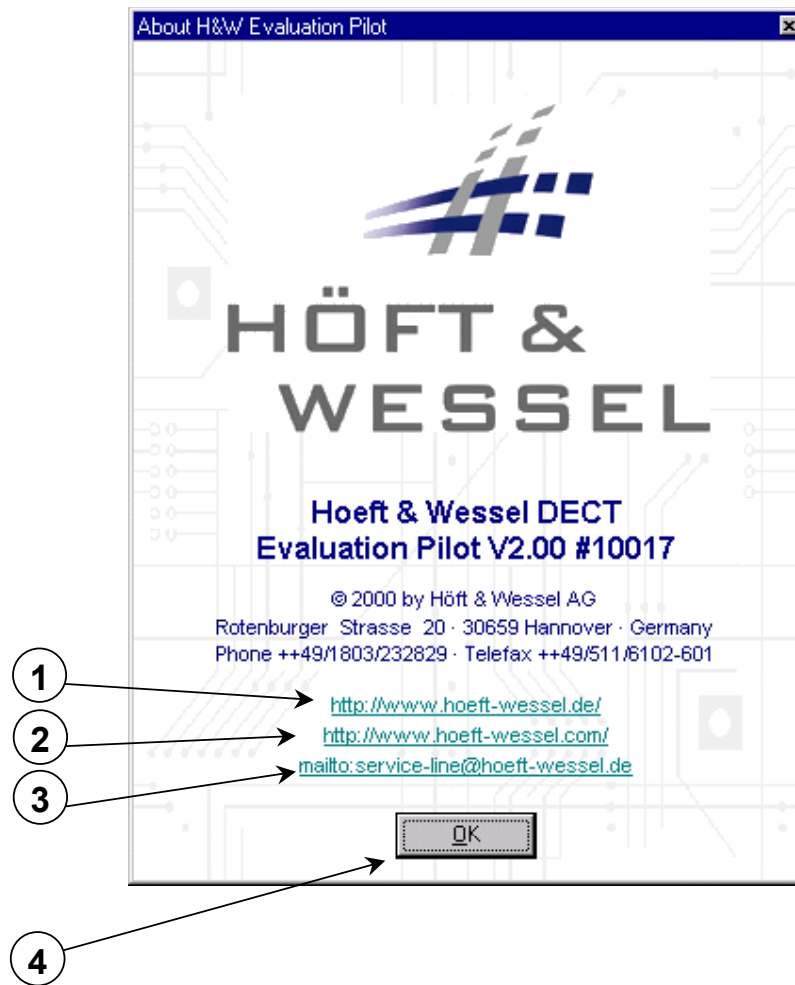 About H&W Evaluation Pilot
HÖFT &
WESSEL
Hoeft & Wessel DECT
Evaluation Pilot V2.00 #10017
© 2000 by Höft & Wessel AG
Rotenburger Strasse 20 · 30659 Hannover · Germany
Phone ++49/1803/232829 · Telefax ++49/511/6102-601
1
http://www.hoeft-wessel.de/
2
http://www.hoeft-wessel.com/
3
mailto:service-line@hoeft-wessel.de
OK
4